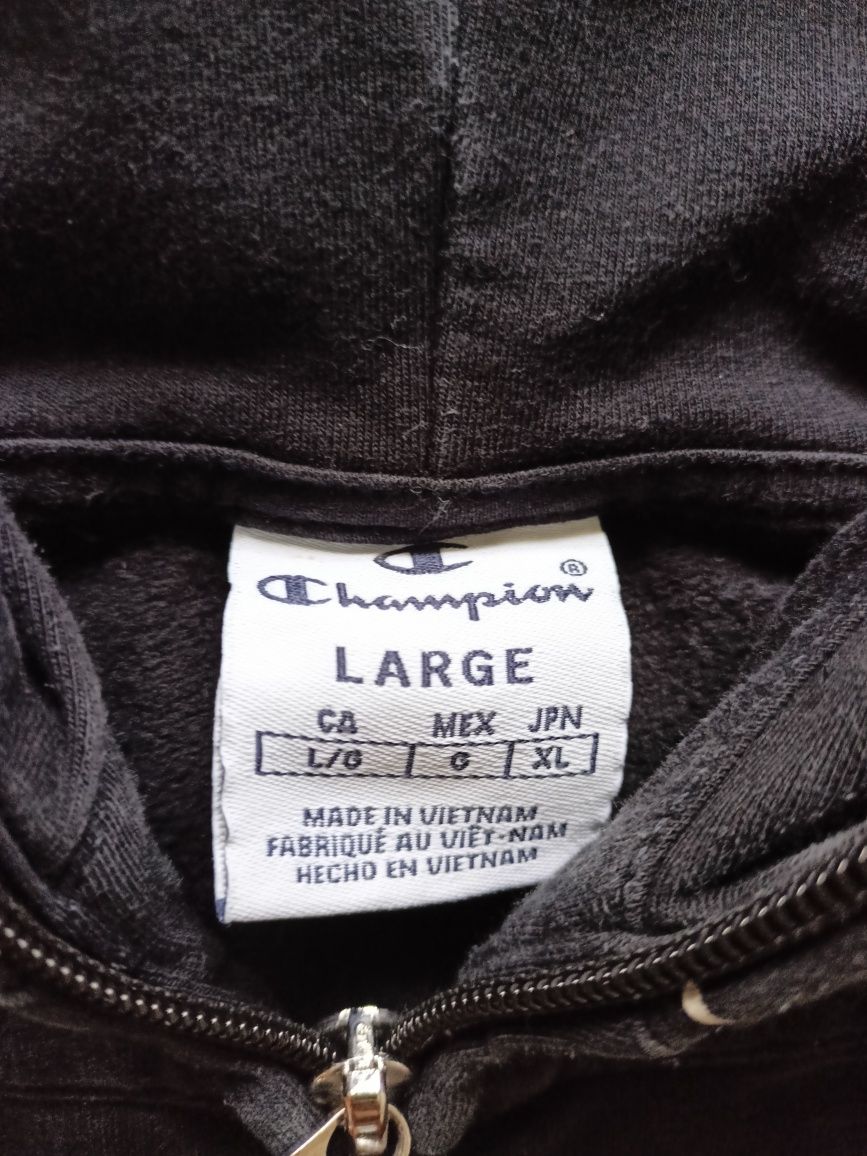 Champion®
LARGE
CA MEX JPN
L/G G XL
MADE IN VIETNAM
FABRIQUÉ AU VIÊT-NAM
HECHO EN VIETNAM